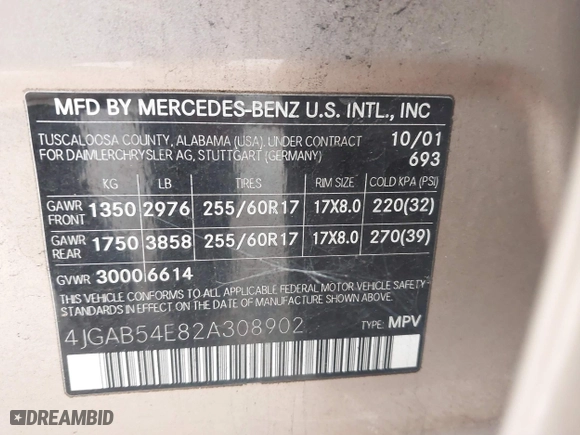 MFD BY MERCEDES-BENZ U.S. INTL., INC
TUSCALOOSA COUNTY, ALABAMA (USA), UNDER CONTRACT 10/01
FOR DAIMLERCHRYSLER AG, STUTTGART (GERMANY) 693
KG LB TIRES RIM SIZE COLD KPA (PSI)
GAWR FRONT 1350 2976 255/60R17 17X8.0 220(32)
GAWR REAR 1750 3858 255/60R17 17X8.0 270(39)
GVWR 3000 6614
THIS VEHICLE CONFORMS TO ALL APPLICABLE FEDERAL MOTOR VEHICLE SAFETY
STANDARDS IN EFFECT ON THE DATE OF MANUFACTURE SHOWN ABOVE.
4JGAB54E82A308902 TYPE: MPV
DREAMBID